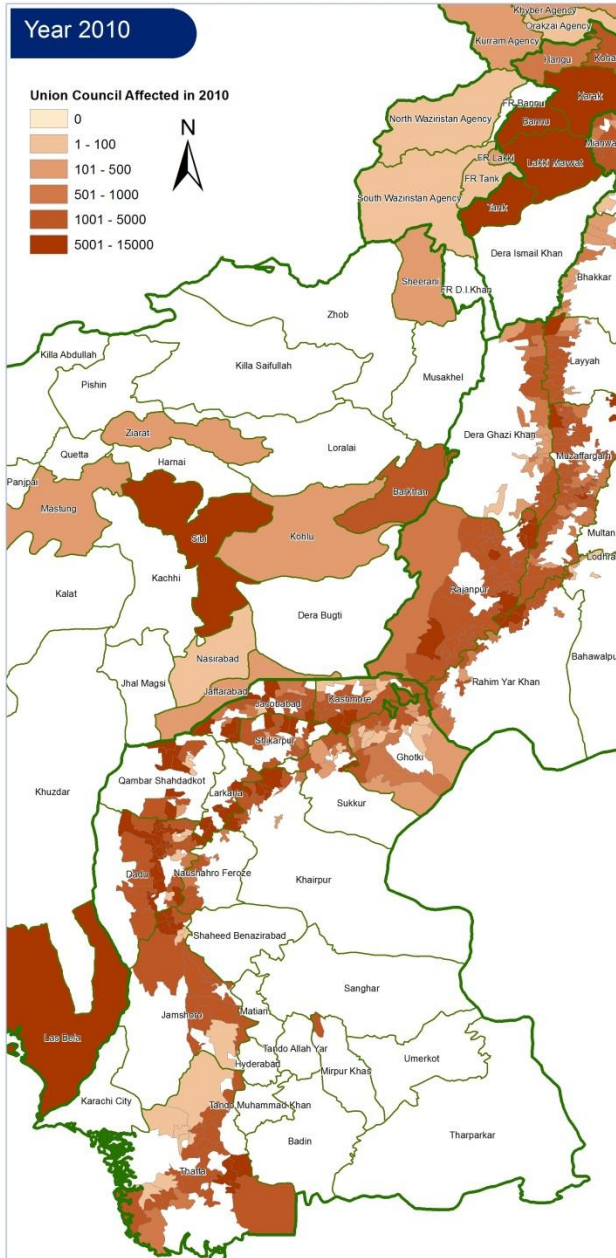 Year 2010
Union Council Affected in 2010
0
1 - 100
101 - 500
501 - 1000
1001 - 5000
5001 - 15000
N
Khyber Agency
Orakzai Agency
Kurram Agency
Hangu
Karak
FR Bannu
Bannu
North Waziristan Agency
FR Lakki
Lakki Marwat
FR Tank
South Waziristan Agency
Tank
Dera Ismail Khan
Sheerani
FR D.I.Khan
Bhakkar
Zhob
Killa Abdullah
Killa Saifullah
Layyah
Pishin
Musakhel
Ziarat
Dera Ghazi Khan
Loralai
Quetta
Harnai
Muzaffargarh
Panjpai
Barkhan
Mastung
Sibi
Kohlu
Multan
Lodhra
Kachhi
Rajanpur
Kalat
Dera Bugti
Nasirabad
Bahawalpu
Jhal Magsi
Rahim Yar Khan
Jaffarabad
Kashmore
Jacobabad
Shikarpur
Ghotki
Qambar Shahdadkot
Larkana
Khuzdar
Sukkur
Dadu
Naushahro Feroze
Khairpur
Shaheed Benazirabad
Sanghar
Jamshoro
Matiari
Las Bela
Tando Allah Yar
Umerkot
Hyderabad
Mirpur Khas
Karachi City
Tando Muhammad Khan
Badin
Tharparkar
Thatta